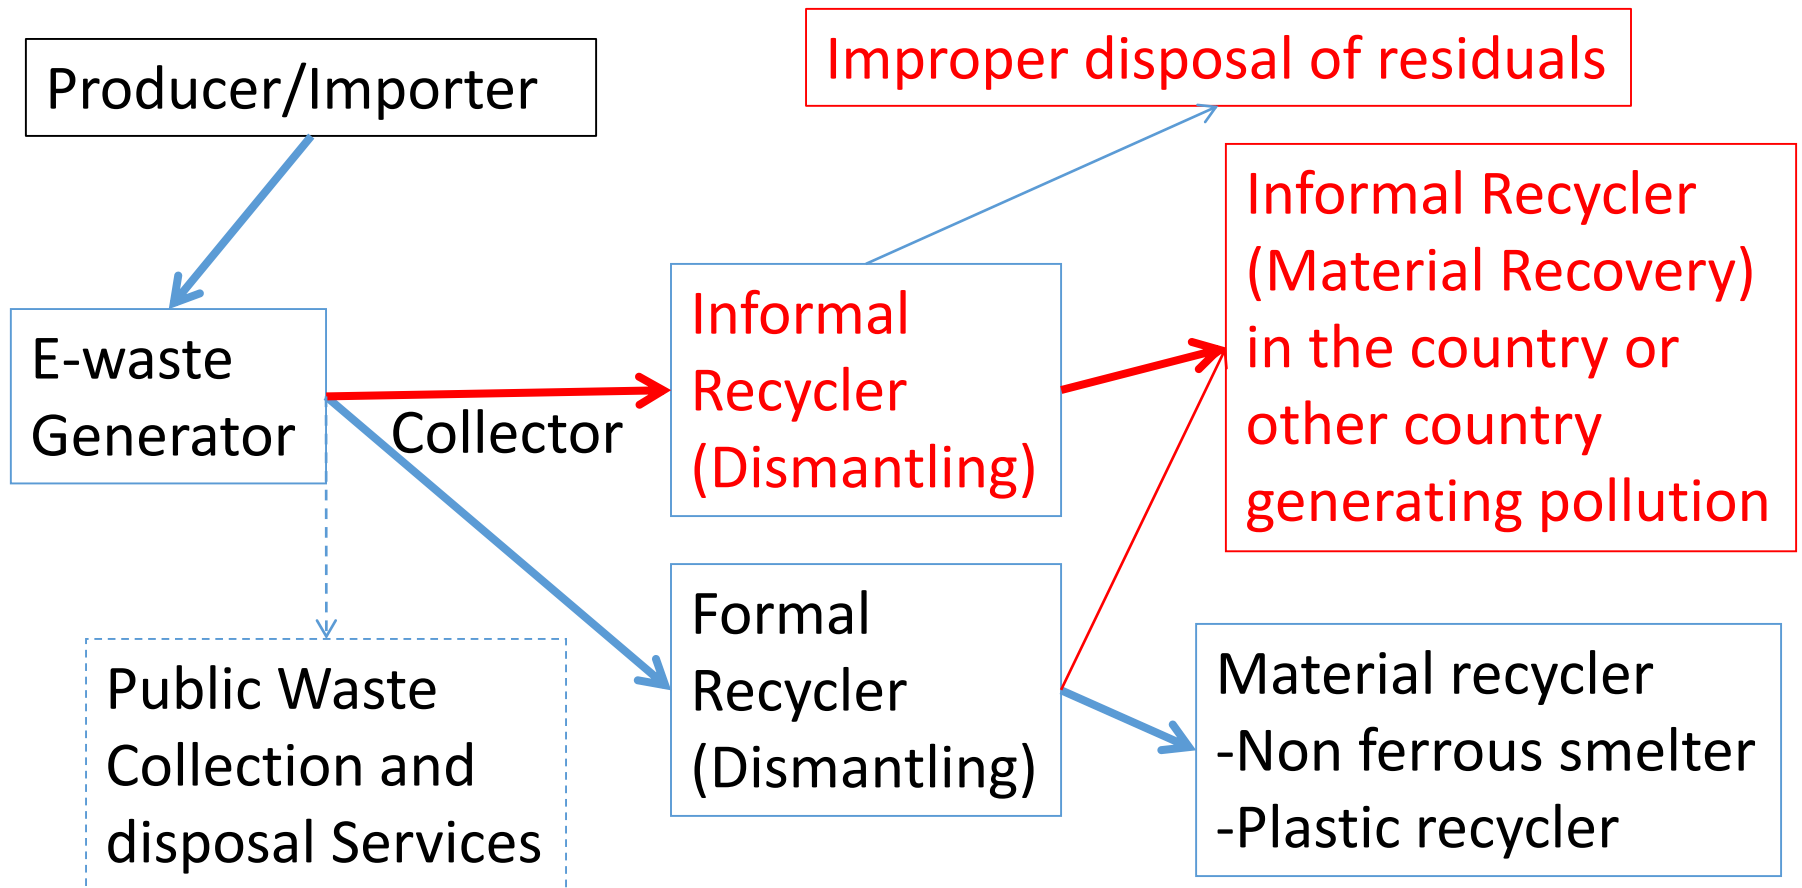 Producer/Importer
Improper disposal of residuals
E-waste
Generator
Collector
Informal
Recycler
(Dismantling)
Informal Recycler
(Material Recovery)
in the country or
other country
generating pollution
Public Waste
Collection and
disposal Services
Formal
Recycler
(Dismantling)
Material recycler
-Non ferrous smelter
-Plastic recycler